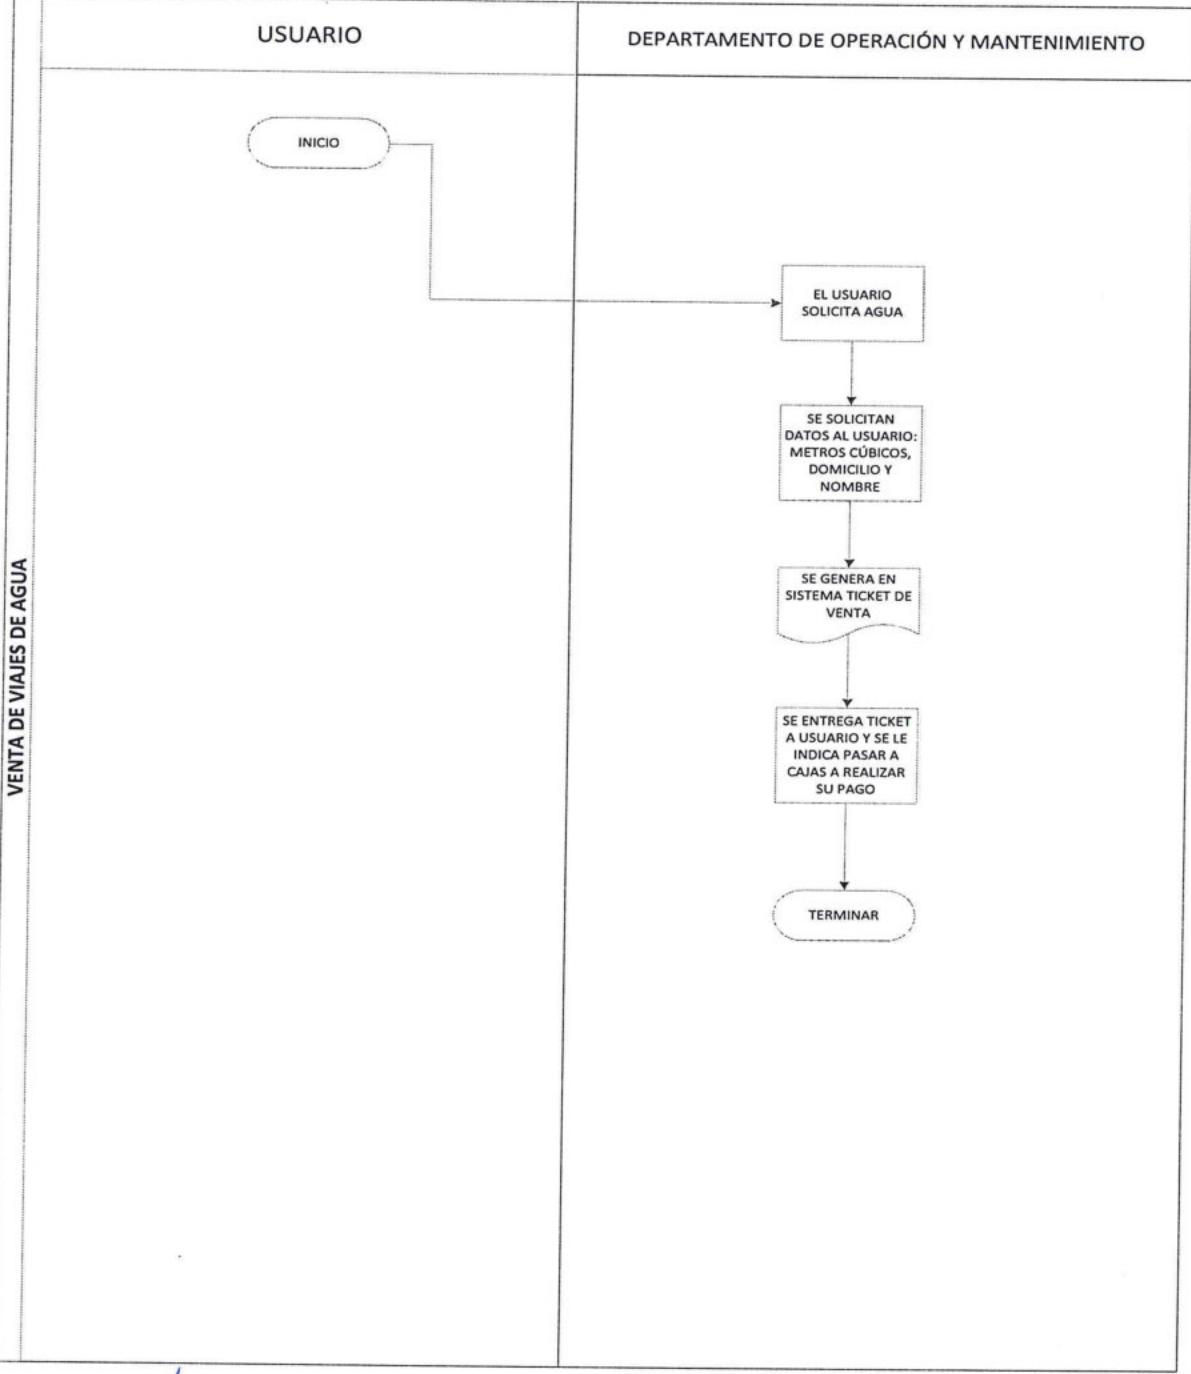 USUARIO
DEPARTAMENTO DE OPERACIÓN Y MANTENIMIENTO
VENTA DE VIAJES DE AGUA
INICIO
EL USUARIO
SOLICITA AGUA
SE SOLICITAN
DATOS AL USUARIO:
METROS CÚBICOS,
DOMICILIO Y
NOMBRE
SE GENERA EN
SISTEMA TICKET DE
VENTA
SE ENTREGA TICKET
A USUARIO Y SE LE
INDICA PASAR A
CAJAS A REALIZAR
SU PAGO
TERMINAR